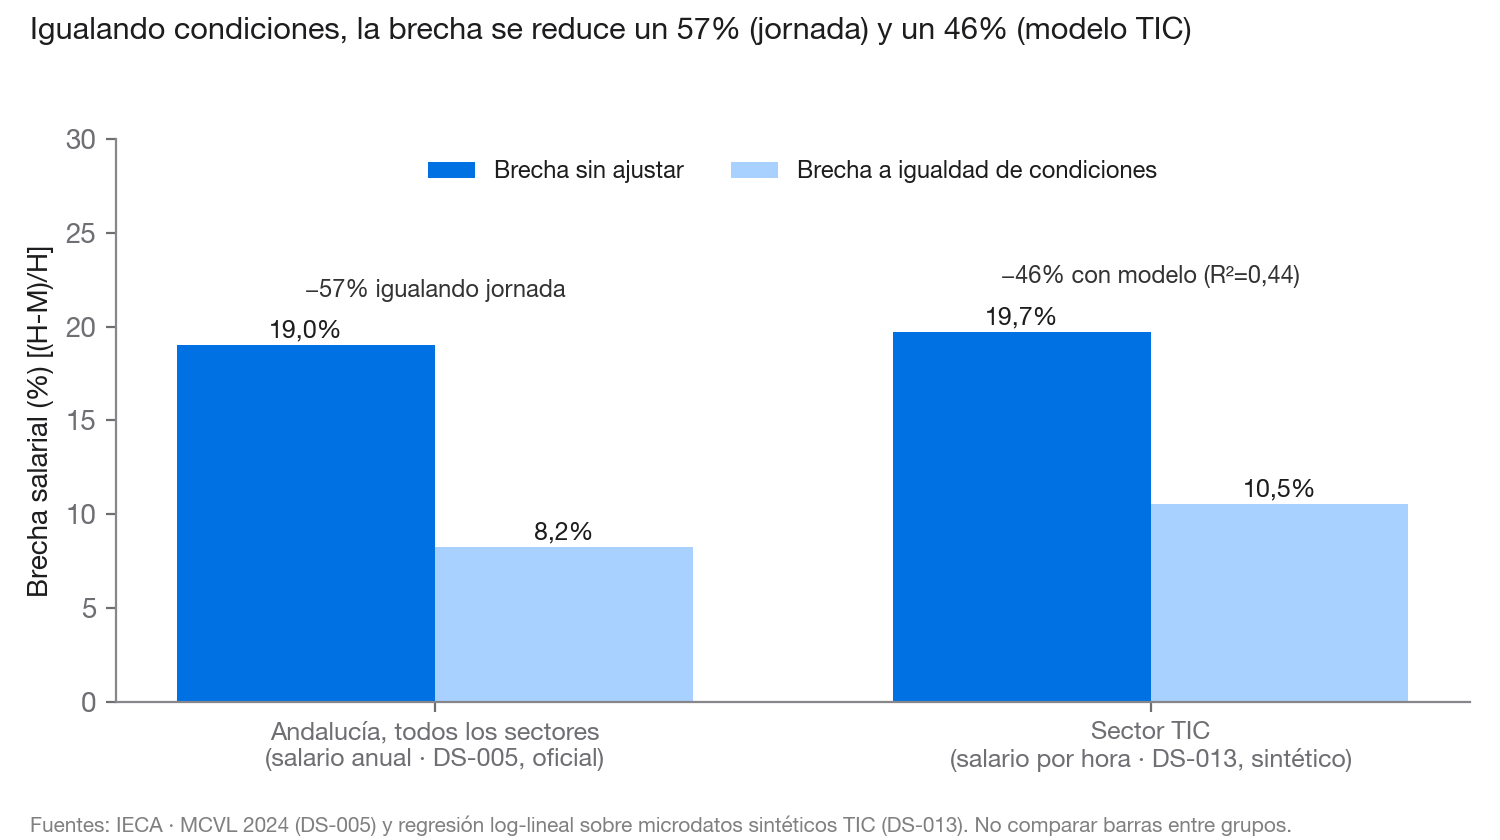 Igualando condiciones, la brecha se reduce un 57% (jornada) y un 46% (modelo TIC)
Brecha salarial (%) [(H-M)/H]
30
25
20
15
10
5
0
Brecha sin ajustar
Brecha a igualdad de condiciones
−57% igualando jornada
19,0%
8,2%
−46% con modelo (R²=0,44)
19,7%
10,5%
Andalucía, todos los sectores
(salario anual · DS-005, oficial)
Sector TIC
(salario por hora · DS-013, sintético)
Fuentes: IECA · MCVL 2024 (DS-005) y regresión log-lineal sobre microdatos sintéticos TIC (DS-013). No comparar barras entre grupos.